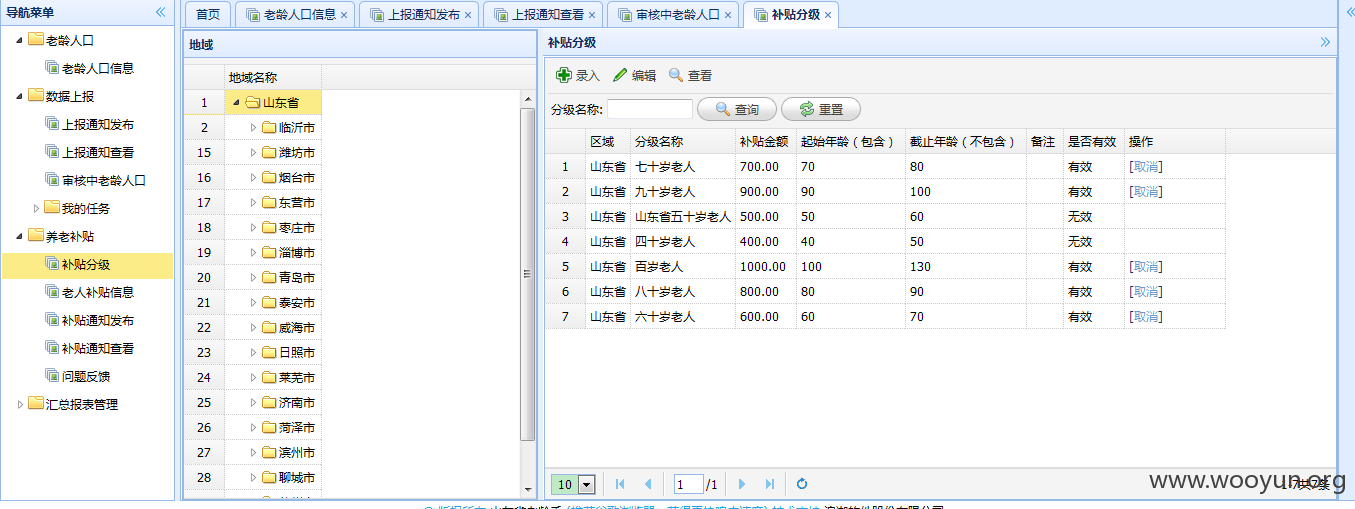 导航菜单
老龄人口
老龄人口信息
数据上报
上报通知发布
上报通知查看
审核中老龄人口
我的任务
养老补贴
补贴分级
老人补贴信息
补贴通知发布
补贴通知查看
问题反馈
汇总报表管理
首页 老龄人口信息 上报通知发布 上报通知查看 审核中老龄人口 补贴分级
地域
地域名称
1 山东省
2 临沂市
15 潍坊市
16 烟台市
17 东营市
18 枣庄市
19 淄博市
20 青岛市
21 泰安市
22 威海市
23 日照市
24 莱芜市
25 济南市
26 菏泽市
27 滨州市
28 聊城市
补贴分级
录入 编辑 查看
分级名称: 查询 重置
区域 分级名称 补贴金额 起始年龄（包含） 截止年龄（不包含） 备注 是否有效 操作
1 山东省 七十岁老人 700.00 70 80 有效 [取消]
2 山东省 九十岁老人 900.00 90 100 有效 [取消]
3 山东省 山东省五十岁老人 500.00 50 60 无效
4 山东省 四十岁老人 400.00 40 50 无效
5 山东省 百岁老人 1000.00 100 130 有效 [取消]
6 山东省 八十岁老人 800.00 80 90 有效 [取消]
7 山东省 六十岁老人 600.00 60 70 有效 [取消]
10 1 /1
www.wooyun.org